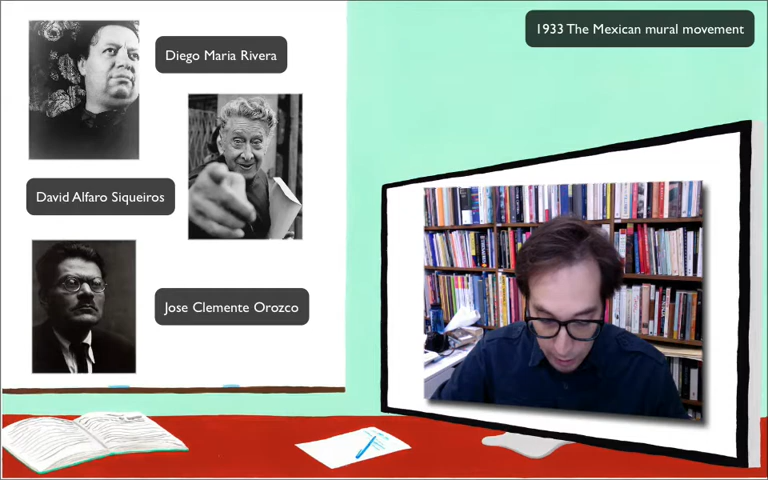 1933 The Mexican mural movement
Diego Maria Rivera
David Alfaro Siqueiros
Jose Clemente Orozco